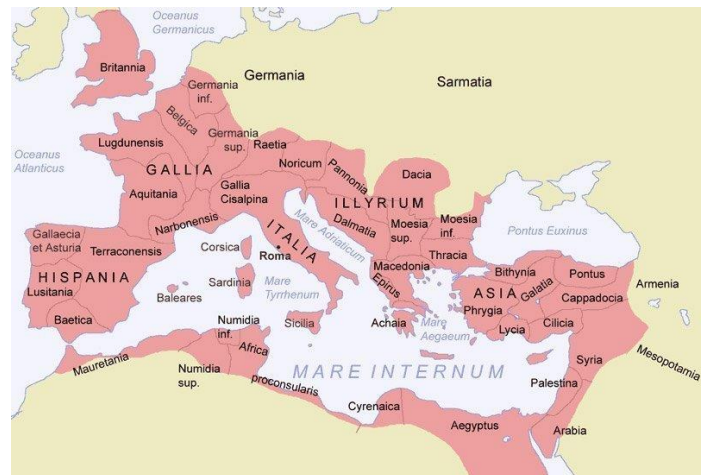 Oceanus
Germanicus
Britannia
Germania
Sarmatia
Germania
inf.
Belgica
Oceanus
Atlanticus
Lugdunensis
Germania
sup.
Raetia
GALLIA
Noricum
Pannonia
Dacia
Aquitania
Gallia
Cisalpina
ILLYRIUM
Narbonensis
ITALIA
Mare Adriaticum
Dalmatia
Moesia
sup.
Moesia
inf.
Pontus Euxinus
Gallaecia
et Asturia
Terraconensis
Corsica
Roma
Thracia
Macedonia
HISPANIA
Lusitania
Baetica
Baleares
Sardinia
Mare
Tyrrhenum
Epirus
Bithynia
Pontus
Galatia
ASIA
Phrygia
Cappadocia
Armenia
Numidia
inf.
Sicilia
Achaia
Mare
Aegaeum
Lycia
Cilicia
Mauretania
Numidia
sup.
Africa
proconsularis
MARE INTERNUM
Syria
Mesopotamia
Palestina
Cyrenaica
Aegyptus
Arabia